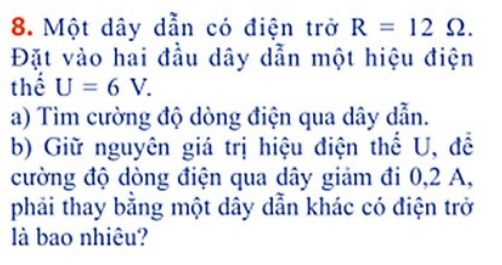 8. Một dây dẫn có điện trở R = 12 Ω.
Đặt vào hai đầu dây dẫn một hiệu điện
thế U = 6 V.
a) Tìm cường độ dòng điện qua dây dẫn.
b) Giữ nguyên giá trị hiệu điện thế U, để
cường độ dòng điện qua dây giảm đi 0,2 A,
phải thay bằng một dây dẫn khác có điện trở
là bao nhiêu?